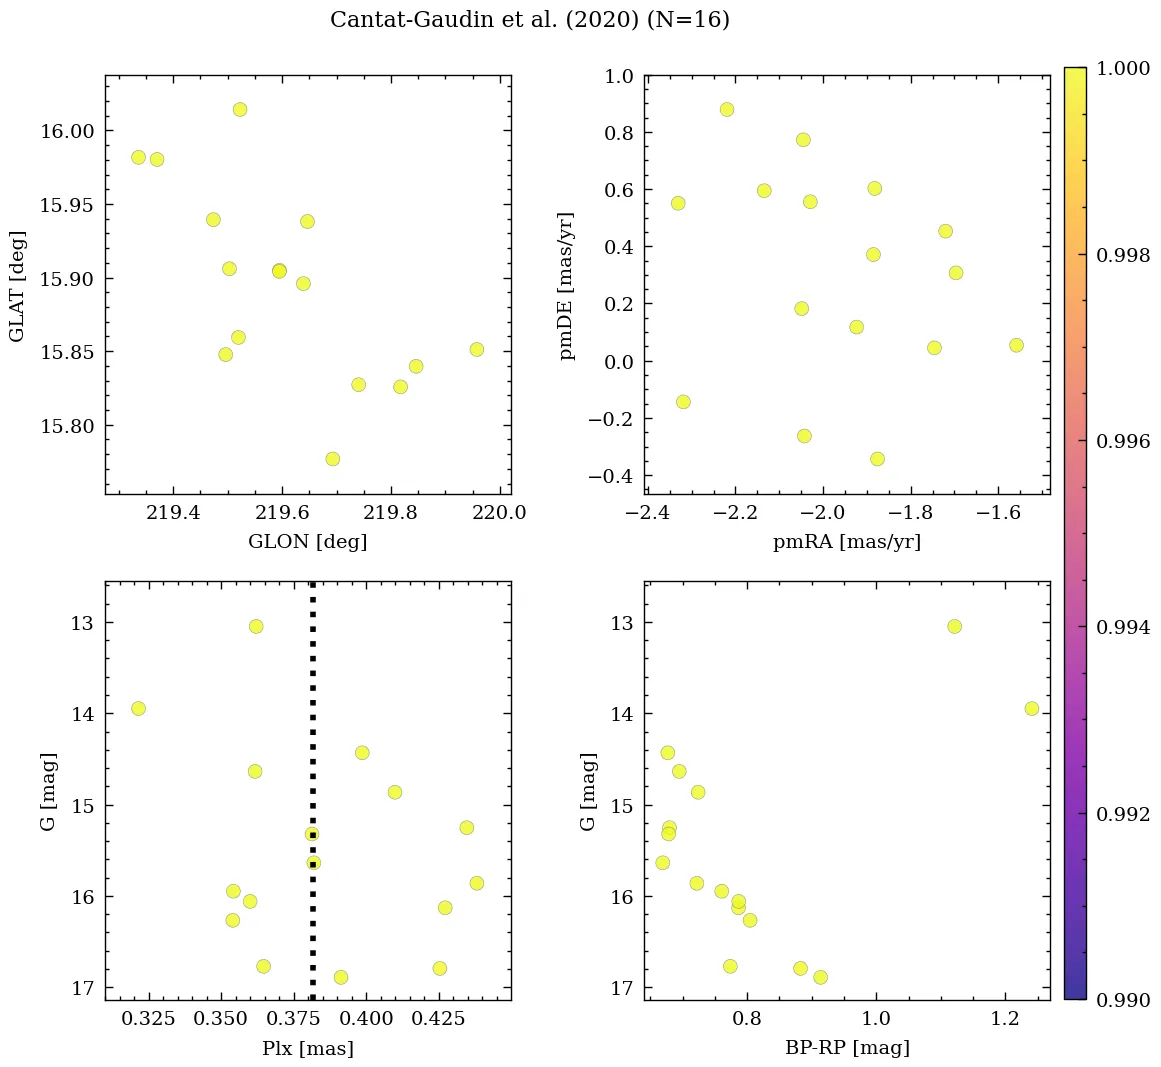 Cantat-Gaudin et al. (2020) (N=16)
16.00
15.95
15.90
15.85
15.80
GLAT [deg]
219.4 219.6 219.8 220.0
GLON [deg]
1.0
0.8
0.6
0.4
0.2
0.0
−0.2
−0.4
pmDE [mas/yr]
−2.4 −2.2 −2.0 −1.8 −1.6
pmRA [mas/yr]
13
14
15
16
17
G [mag]
0.325 0.350 0.375 0.400 0.425
Plx [mas]
13
14
15
16
17
G [mag]
0.8 1.0 1.2
BP-RP [mag]
1.000
0.998
0.996
0.994
0.992
0.990